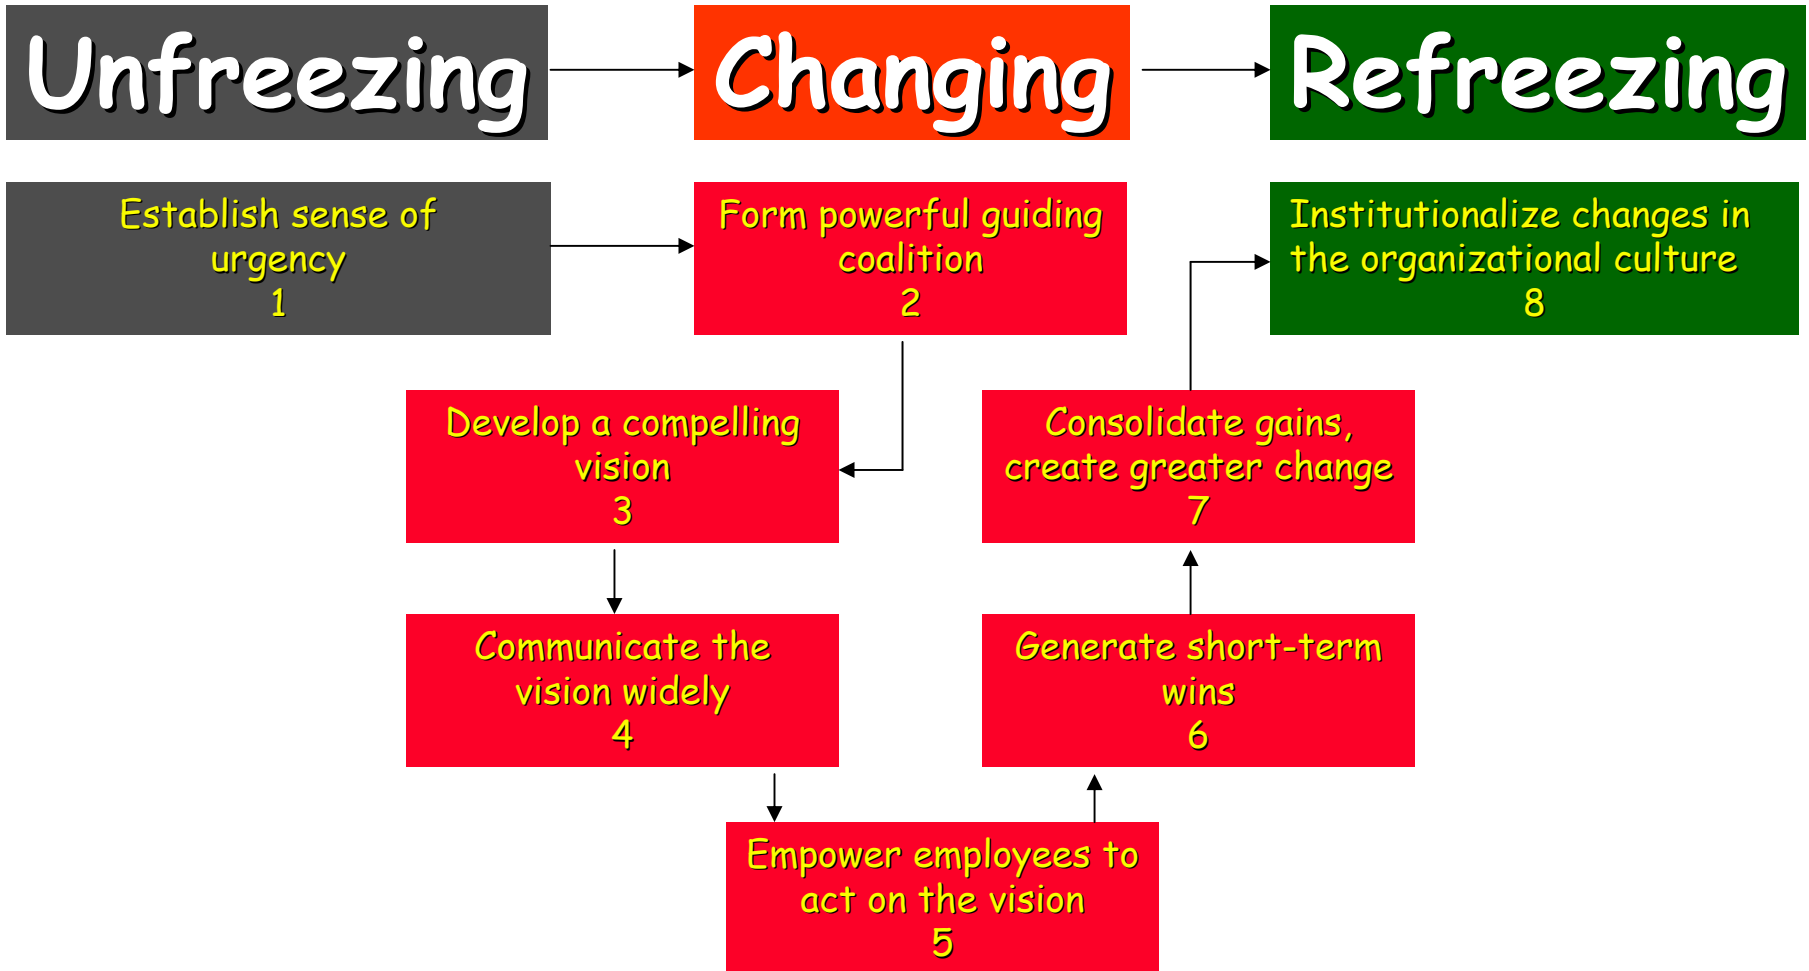 Unfreezing
Changing
Refreezing
Establish sense of
urgency
1
Form powerful guiding
coalition
2
Develop a compelling
vision
3
Communicate the
vision widely
4
Empower employees to
act on the vision
5
Generate short-term
wins
6
Consolidate gains,
create greater change
7
Institutionalize changes in
the organizational culture
8